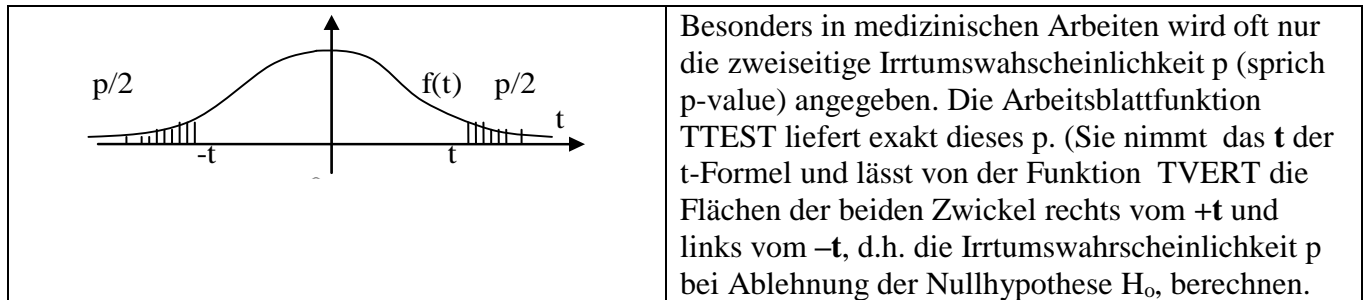 p/2
f(t)
p/2
t
-t
t
Besonders in medizinischen Arbeiten wird oft nur
die zweiseitige Irrtumswahscheinlichkeit p (sprich
p-value) angegeben. Die Arbeitsblattfunktion
TTEST liefert exakt dieses p. (Sie nimmt das t der
t-Formel und lässt von der Funktion TVERT die
Flächen der beiden Zwickel rechts vom +t und
links vom –t, d.h. die Irrtumswahrscheinlichkeit p
bei Ablehnung der Nullhypothese Hₒ, berechnen.